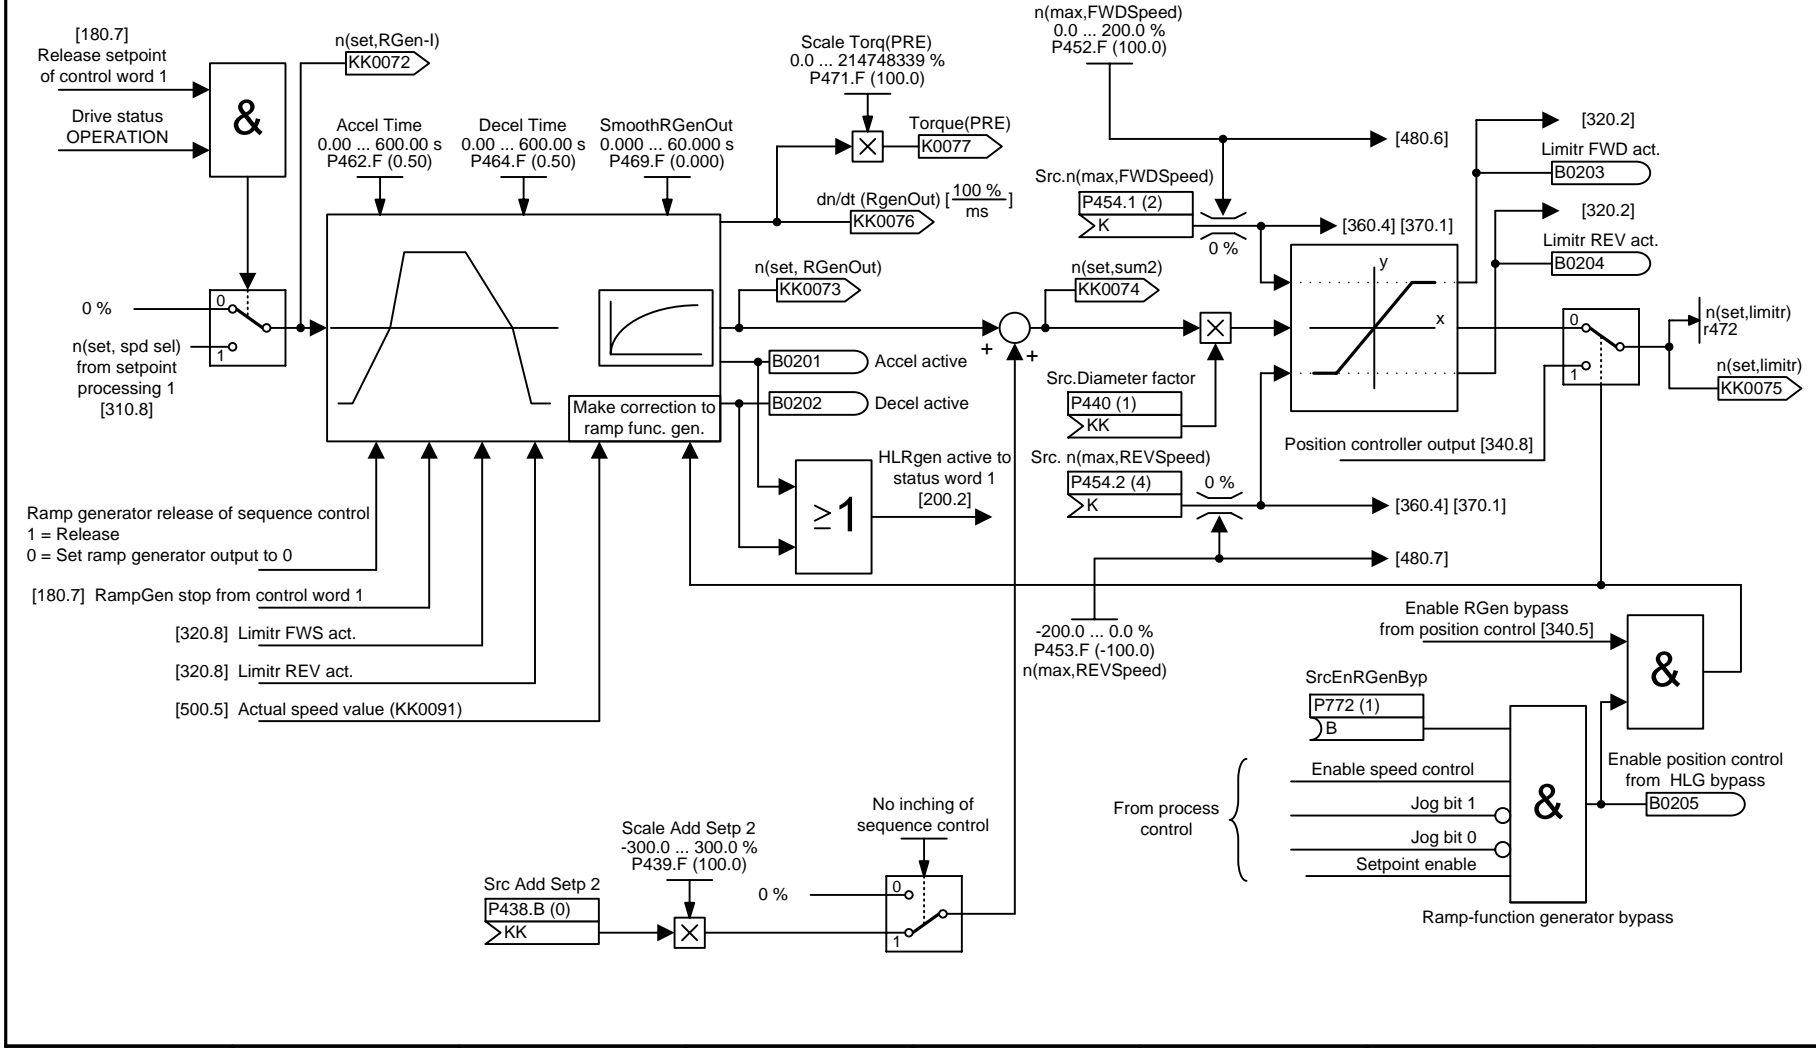 [180.7]
Release setpoint
of control word 1
Drive status
OPERATION
&
n(set,RGen-I)
KK0072
0 %
n(set, spd sel)
from setpoint
processing 1
[310.8]
0
1
Accel Time
0.00 ... 600.00 s
P462.F (0.50)
Decel Time
0.00 ... 600.00 s
P464.F (0.50)
SmoothRGenOut
0.000 ... 60.000 s
P469.F (0.000)
Make correction to
ramp func. gen.
Scale Torq(PRE)
0.0 ... 214748339 %
P471.F (100.0)
Torque(PRE)
K0077
dn/dt (RgenOut) [100 %
ms
]
KK0076
n(set, RGenOut)
KK0073
B0201
Accel active
B0202
Decel active
≥1
HLRgen active to
status word 1
[200.2]
Ramp generator release of sequence control
1 = Release
0 = Set ramp generator output to 0
[180.7] RampGen stop from control word 1
[320.8] Limitr FWS act.
[320.8] Limitr REV act.
[500.5] Actual speed value (KK0091)
n(max,FWDSpeed)
0.0 ... 200.0 %
P452.F (100.0)
[480.6]
Src.n(max,FWDSpeed)
P454.1 (2)
K
0 %
[360.4] [370.1]
n(set,sum2)
KK0074
+
+
Src.Diameter factor
P440 (1)
KK
Src. n(max,REVSpeed)
P454.2 (4)
K
0 %
[360.4] [370.1]
[480.7]
-200.0 ... 0.0 %
P453.F (-100.0)
n(max,REVSpeed)
y
x
[320.2]
Limitr FWD act.
B0203
[320.2]
Limitr REV act.
B0204
0
1
Position controller output [340.8]
n(set,limitr)
r472
n(set,limitr)
KK0075
Enable RGen bypass
from position control [340.5]
&
SrcEnRGenByp
P772 (1)
B
From process
control
Enable speed control
Jog bit 1
Jog bit 0
Setpoint enable
&
Enable position control
from HLG bypass
B0205
Ramp-function generator bypass
No inching of
sequence control
0 %
0
1
Scale Add Setp 2
-300.0 ... 300.0 %
P439.F (100.0)
Src Add Setp 2
P438.B (0)
KK